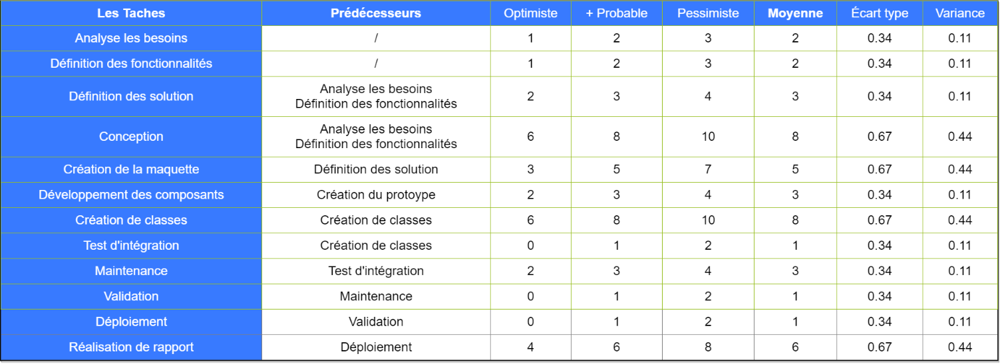 Les Taches Prédécesseurs Optimiste + Probable Pessimiste Moyenne Écart type Variance
Analyse les besoins / 1 2 3 2 0.34 0.11
Définition des fonctionnalités / 1 2 3 2 0.34 0.11
Définition des solution Analyse les besoins
Définition des fonctionnalités 2 3 4 3 0.34 0.11
Conception Analyse les besoins
Définition des fonctionnalités 6 8 10 8 0.67 0.44
Création de la maquette Définition des solution 3 5 7 5 0.67 0.44
Développement des composants Création du protoype 2 3 4 3 0.34 0.11
Création de classes Création de classes 6 8 10 8 0.67 0.44
Test d'intégration Création de classes 0 1 2 1 0.34 0.11
Maintenance Test d'intégration 2 3 4 3 0.34 0.11
Validation Maintenance 0 1 2 1 0.34 0.11
Déploiement Validation 0 1 2 1 0.34 0.11
Réalisation de rapport Déploiement 4 6 8 6 0.67 0.44